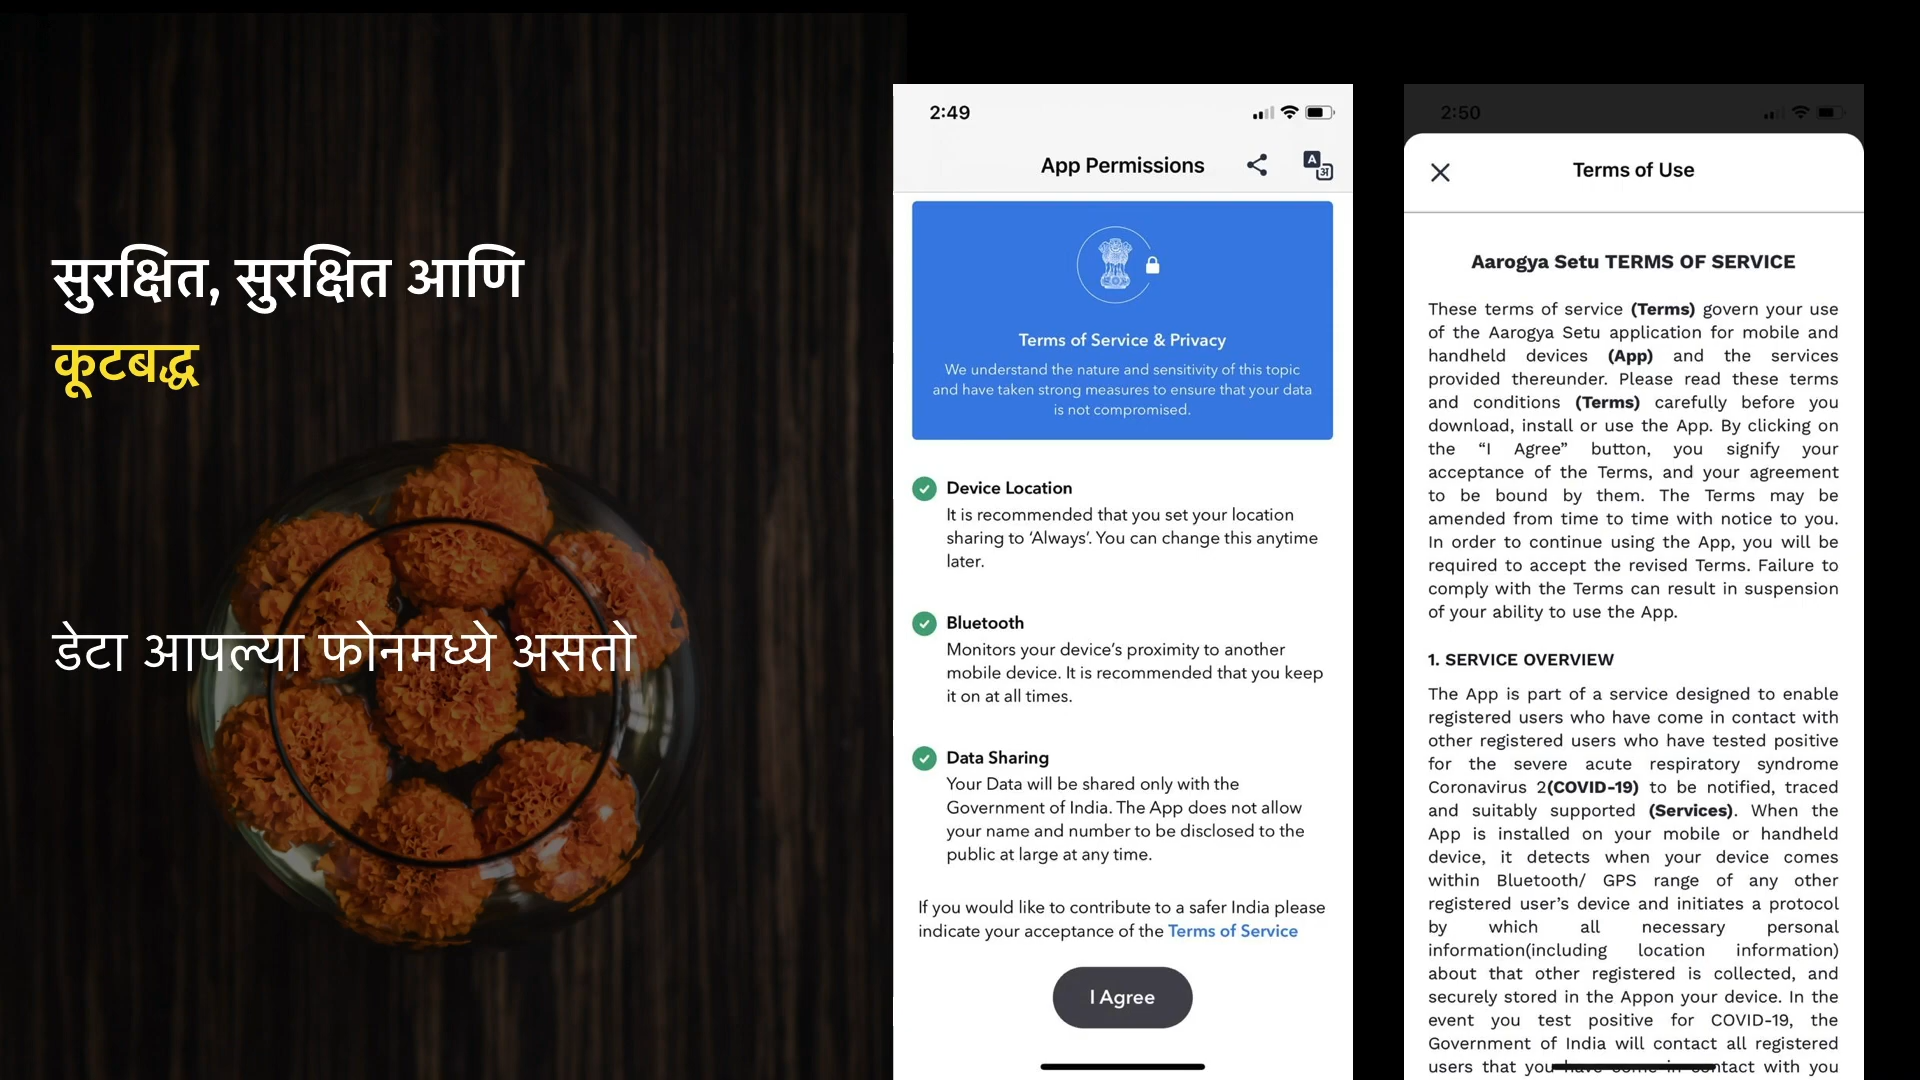 सुरक्षित, सुरक्षित आणि
कूटबद्ध
डेटा आपल्या फोनमध्ये असतो
2:49
App Permissions
A
अ
Terms of Service & Privacy
We understand the nature and sensitivity of this topic
and have taken strong measures to ensure that your data
is not compromised.
Device Location
It is recommended that you set your location
sharing to ‘Always’. You can change this anytime
later.
Bluetooth
Monitors your device’s proximity to another
mobile device. It is recommended that you keep
it on at all times.
Data Sharing
Your Data will be shared only with the
Government of India. The App does not allow
your name and number to be disclosed to the
public at large at any time.
If you would like to contribute to a safer India please
indicate your acceptance of the Terms of Service
I Agree
2:50
Terms of Use
Aarogya Setu TERMS OF SERVICE
These terms of service (Terms) govern your use
of the Aarogya Setu application for mobile and
handheld devices (App) and the services
provided thereunder. Please read these terms
and conditions (Terms) carefully before you
download, install or use the App. By clicking on
the “I Agree” button, you signify your
acceptance of the Terms, and your agreement
to be bound by them. The Terms may be
amended from time to time with notice to you.
In order to continue using the App, you will be
required to accept the revised Terms. Failure to
comply with the Terms can result in suspension
of your ability to use the App.
1. SERVICE OVERVIEW
The App is part of a service designed to enable
registered users who have come in contact with
other registered users who have tested positive
for the severe acute respiratory syndrome
Coronavirus 2(COVID-19) to be notified, traced
and suitably supported (Services). When the
App is installed on your mobile or handheld
device, it detects when your device comes
within Bluetooth/ GPS range of any other
registered user’s device and initiates a protocol
by which all necessary personal
information(including location information)
about that other registered is collected, and
securely stored in the Appon your device. In the
event you test positive for COVID-19, the
Government of India will contact all registered
users that you have come in contact with you